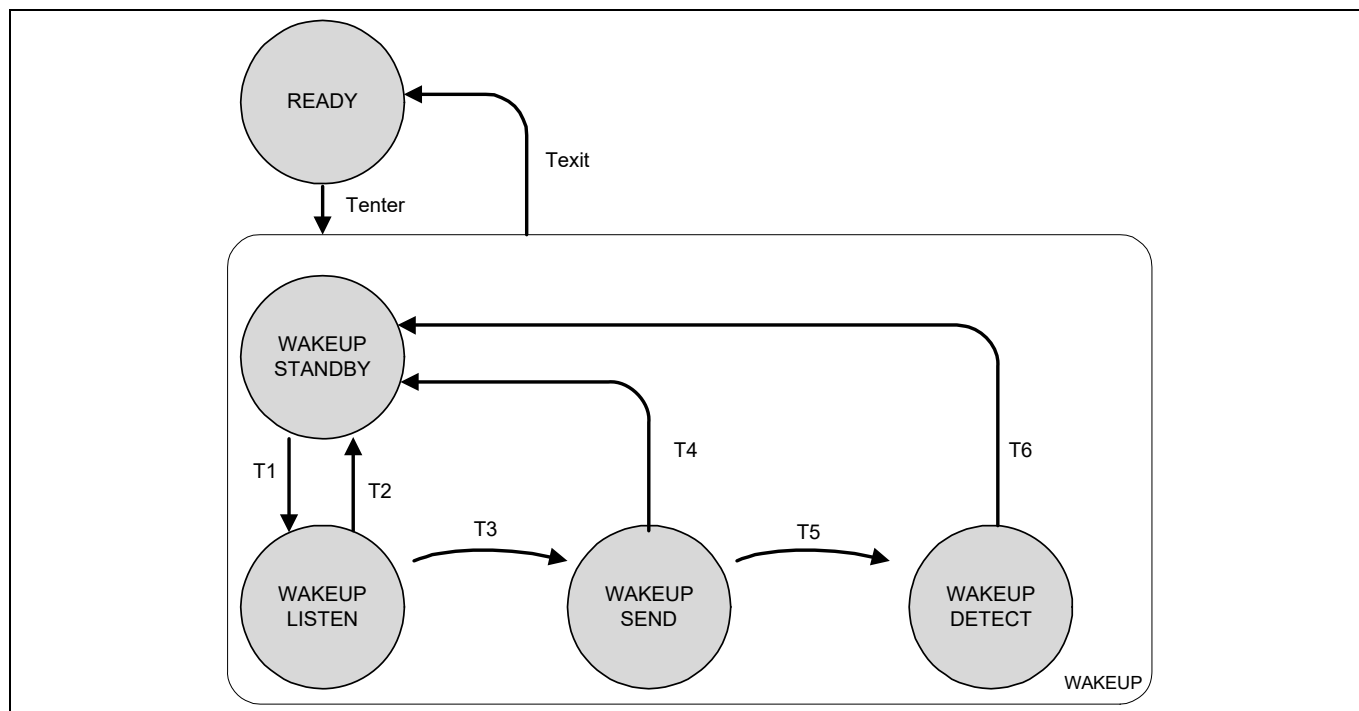 READY
Texit
Tenter
WAKEUP
STANDBY
T1
T2
T4
T6
T3
T5
WAKEUP
LISTEN
WAKEUP
SEND
WAKEUP
DETECT
WAKEUP